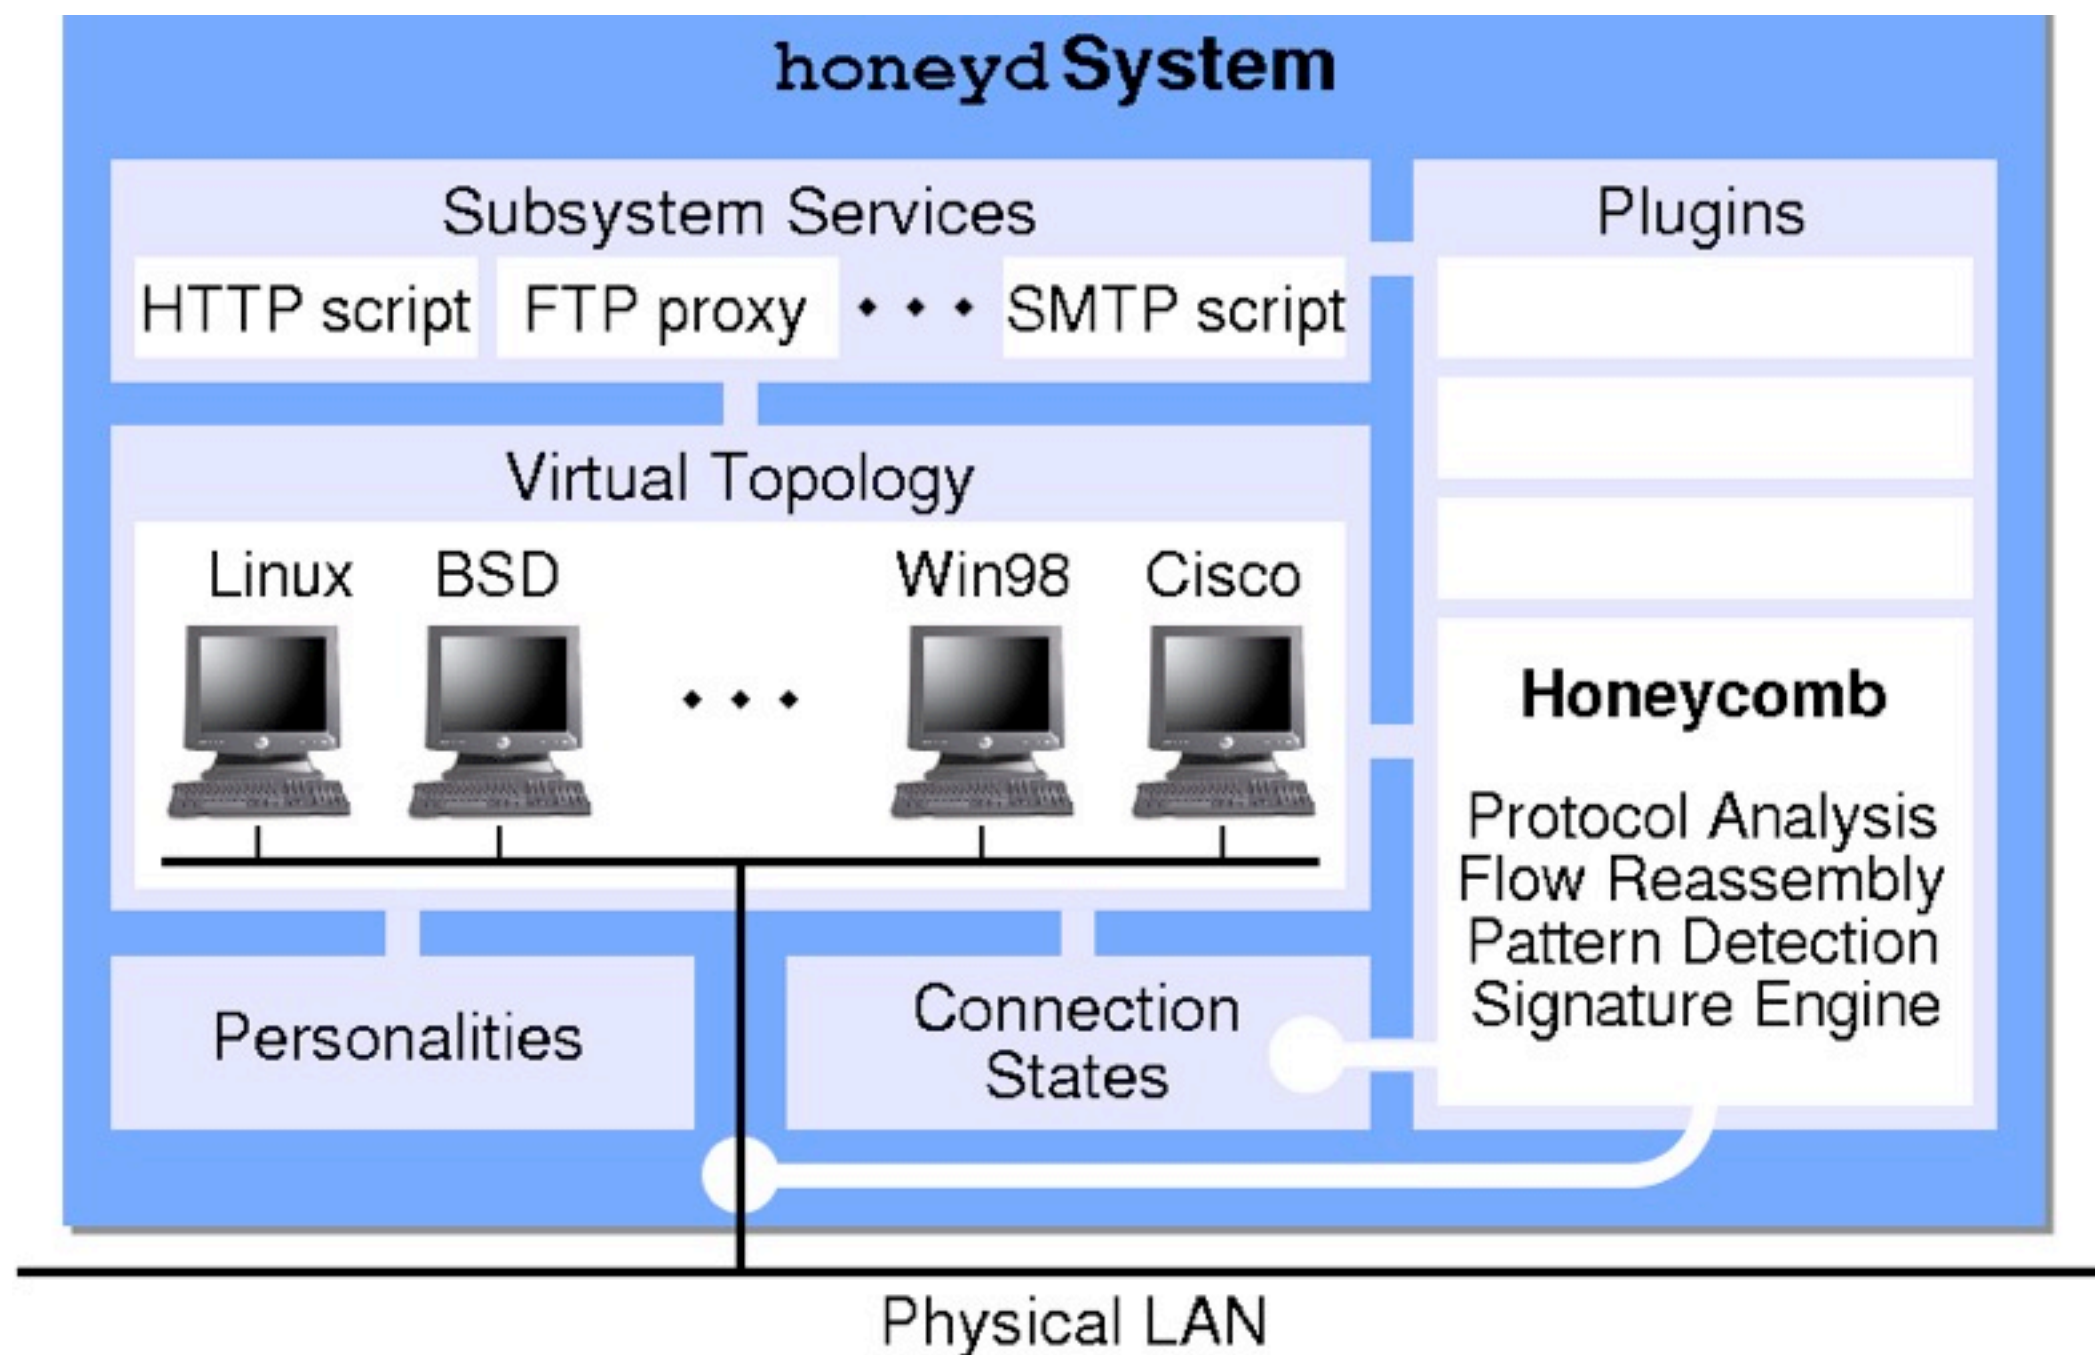 honeyd System
Subsystem Services
HTTP script FTP proxy ... SMTP script
Plugins
Virtual Topology
Linux BSD ... Win98 Cisco
Honeycomb
Protocol Analysis
Flow Reassembly
Pattern Detection
Signature Engine
Personalities
Connection
States
Physical LAN